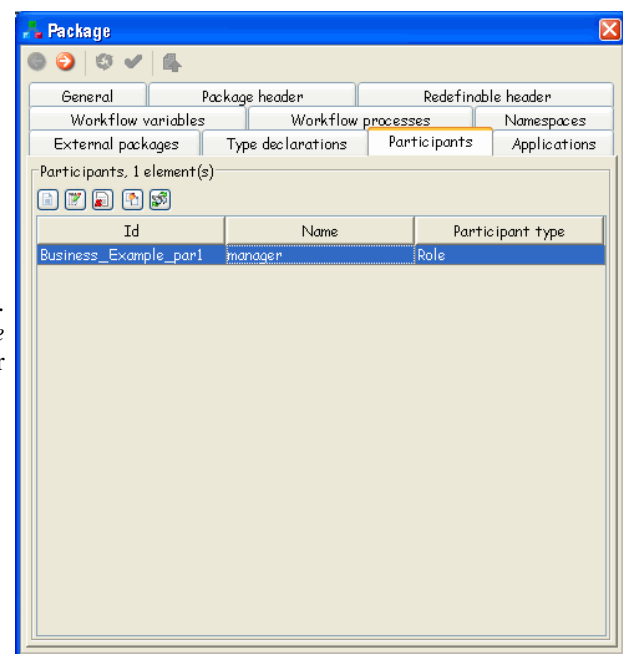 Package
General Package header Redefinable header
Workflow variables Workflow processes Namespaces
External packages Type declarations Participants Applications
Participants, 1 element(s)
Id Name Participant type
Business_Example_par1 manager Role
.
e
r